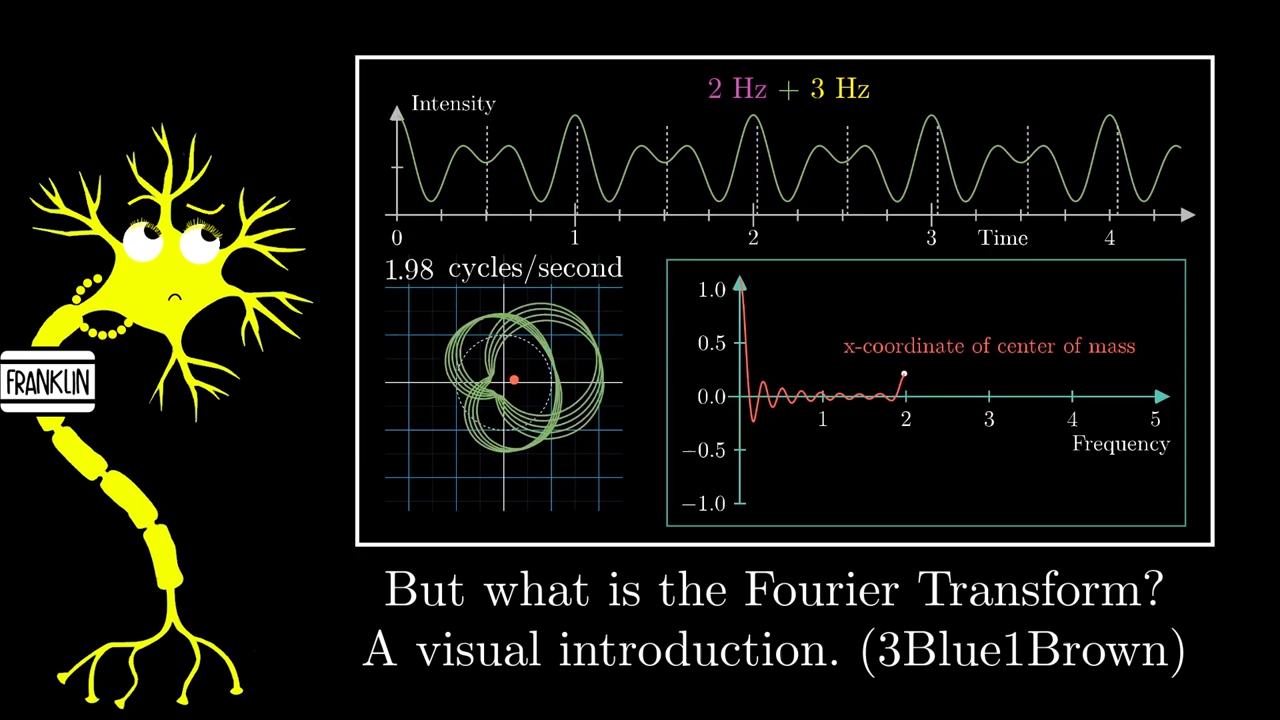 2 Hz + 3 Hz
Intensity
0 1 2 3 Time 4
1.98 cycles/second
1.0
0.5
x-coordinate of center of mass
0.0
1 2 3 4 5
Frequency
−0.5
−1.0
FRANKLIN
But what is the Fourier Transform?
A visual introduction. (3Blue1Brown)